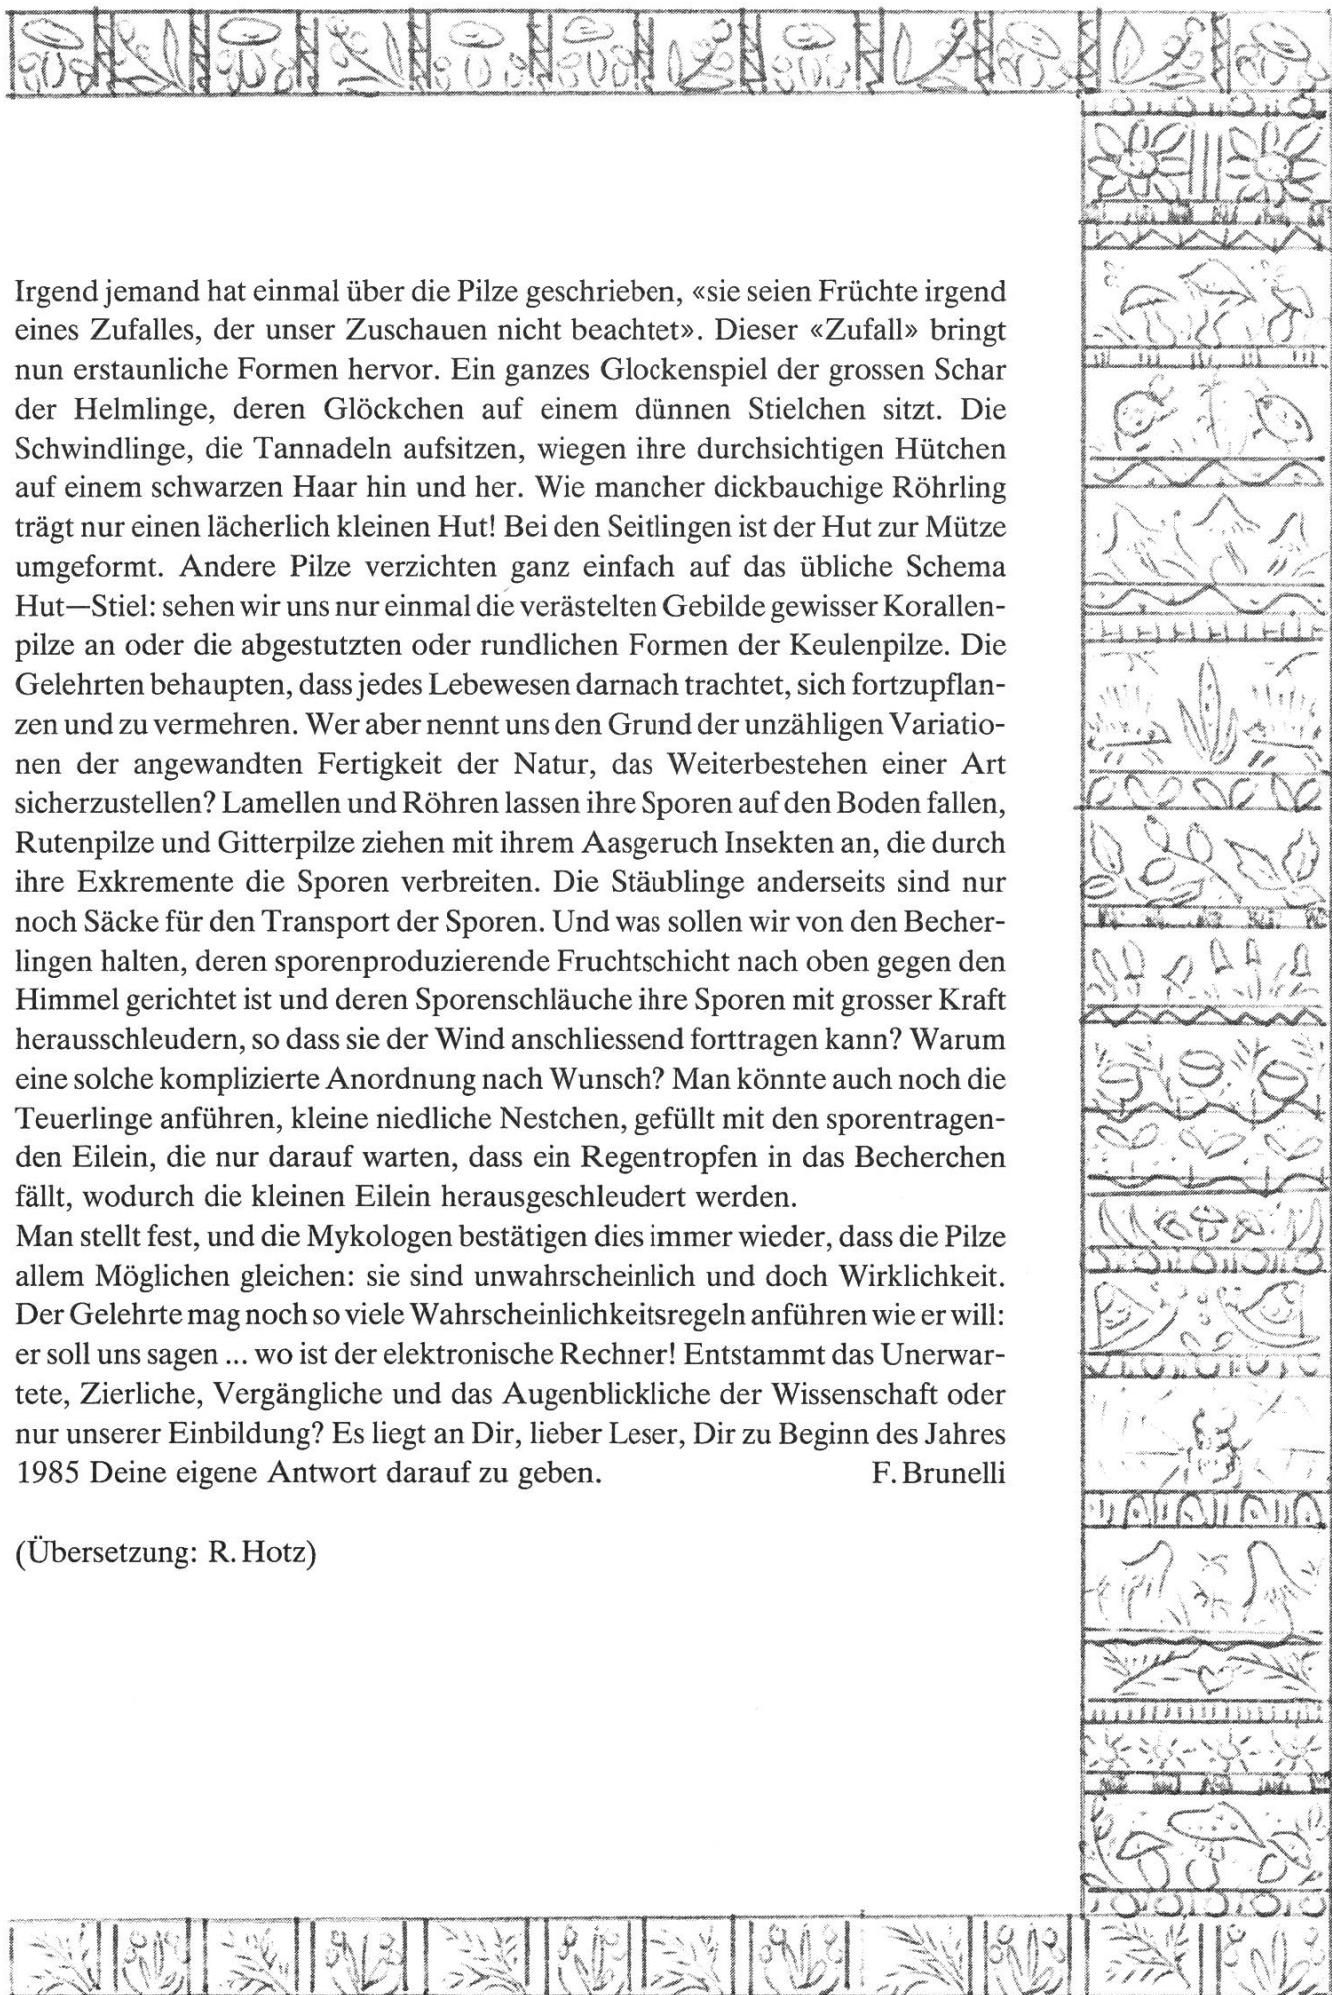 Irgend jemand hat einmal über die Pilze geschrieben, «sie seien Früchte irgend
eines Zufalles, der unser Zuschauen nicht beachtet». Dieser «Zufall» bringt
nun erstaunliche Formen hervor. Ein ganzes Glockenspiel der grossen Schar
der Helmlinge, deren Glöckchen auf einem dünnen Stielchen sitzt. Die
Schwindlinge, die Tannadeln aufsitzen, wiegen ihre durchsichtigen Hütchen
auf einem schwarzen Haar hin und her. Wie mancher dickbauchige Röhrling
trägt nur einen lächerlich kleinen Hut! Bei den Seitlingen ist der Hut zur Mütze
umgeformt. Andere Pilze verzichten ganz einfach auf das übliche Schema
Hut—Stiel: sehen wir uns nur einmal die verästelten Gebilde gewisser Korallen-
pilze an oder die abgestutzten oder rundlichen Formen der Keulenpilze. Die
Gelehrten behaupten, dass jedes Lebewesen darnach trachtet, sich fortzupflan-
zen und zu vermehren. Wer aber nennt uns den Grund der unzähligen Variatio-
nen der angewandten Fertigkeit der Natur, das Weiterbestehen einer Art
sicherzustellen? Lamellen und Röhren lassen ihre Sporen auf den Boden fallen,
Rutenpilze und Gitterpilze ziehen mit ihrem Aasgeruch Insekten an, die durch
ihre Exkremente die Sporen verbreiten. Die Stäublinge anderseits sind nur
noch Säcke für den Transport der Sporen. Und was sollen wir von den Becher-
lingen halten, deren sporenproduzierende Fruchtschicht nach oben gegen den
Himmel gerichtet ist und deren Sporenschläuche ihre Sporen mit grosser Kraft
herausschleudern, so dass sie der Wind anschliessend forttragen kann? Warum
eine solche komplizierte Anordnung nach Wunsch? Man könnte auch noch die
Teuerlinge anführen, kleine niedliche Nestchen, gefüllt mit den sporentragen-
den Eilein, die nur darauf warten, dass ein Regentropfen in das Becherchen
fällt, wodurch die kleinen Eilein herausgeschleudert werden.
Man stellt fest, und die Mykologen bestätigen dies immer wieder, dass die Pilze
allem Möglichen gleichen: sie sind unwahrscheinlich und doch Wirklichkeit.
Der Gelehrte mag noch so viele Wahrscheinlichkeitsregeln anführen wie er will:
er soll uns sagen ... wo ist der elektronische Rechner! Entstammt das Unerwar-
tete, Zierliche, Vergängliche und das Augenblickliche der Wissenschaft oder
nur unserer Einbildung? Es liegt an Dir, lieber Leser, Dir zu Beginn des Jahres
1985 Deine eigene Antwort darauf zu geben. F. Brunelli
(Übersetzung: R. Hotz)